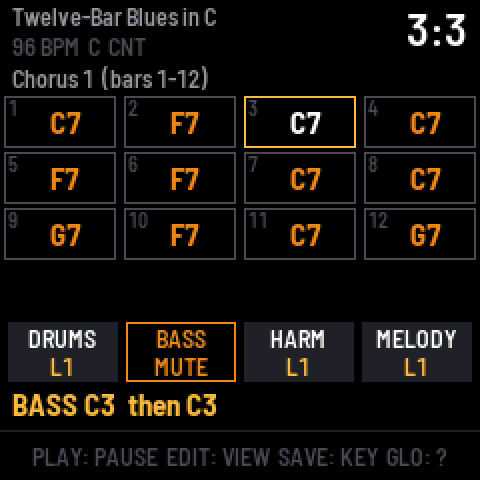 Twelve-Bar Blues in C
3:3
96 BPM C CNT
Chorus 1 (bars 1-12)
1 C7 2 F7 3 C7 4 C7
5 F7 6 F7 7 C7 8 C7
9 G7 10 F7 11 C7 12 G7
DRUMS BASS HARM MELODY
L1 MUTE L1 L1
BASS C3 then C3
PLAY: PAUSE EDIT: VIEW SAVE: KEY GLO: ?